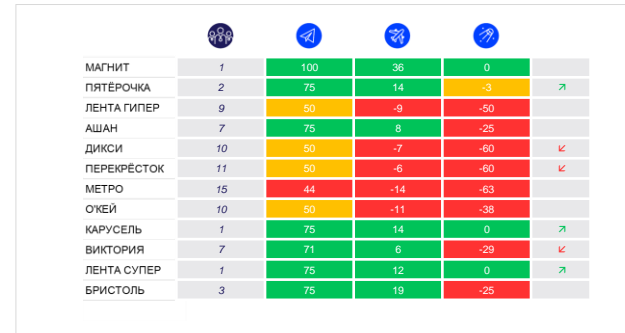 МАГНИТ 1 100 36 0
ПЯТЁРОЧКА 2 75 14 -3
ЛЕНТА ГИПЕР 9 50 -9 -50
АШАН 7 75 8 -25
ДИКСИ 10 50 -7 -60
ПЕРЕКРЁСТОК 11 50 -6 -60
МЕТРО 15 44 -14 -63
О'КЕЙ 10 50 -11 -38
КАРУСЕЛЬ 1 75 14 0
ВИКТОРИЯ 7 71 6 -29
ЛЕНТА СУПЕР 1 75 12 0
БРИСТОЛЬ 3 75 19 -25